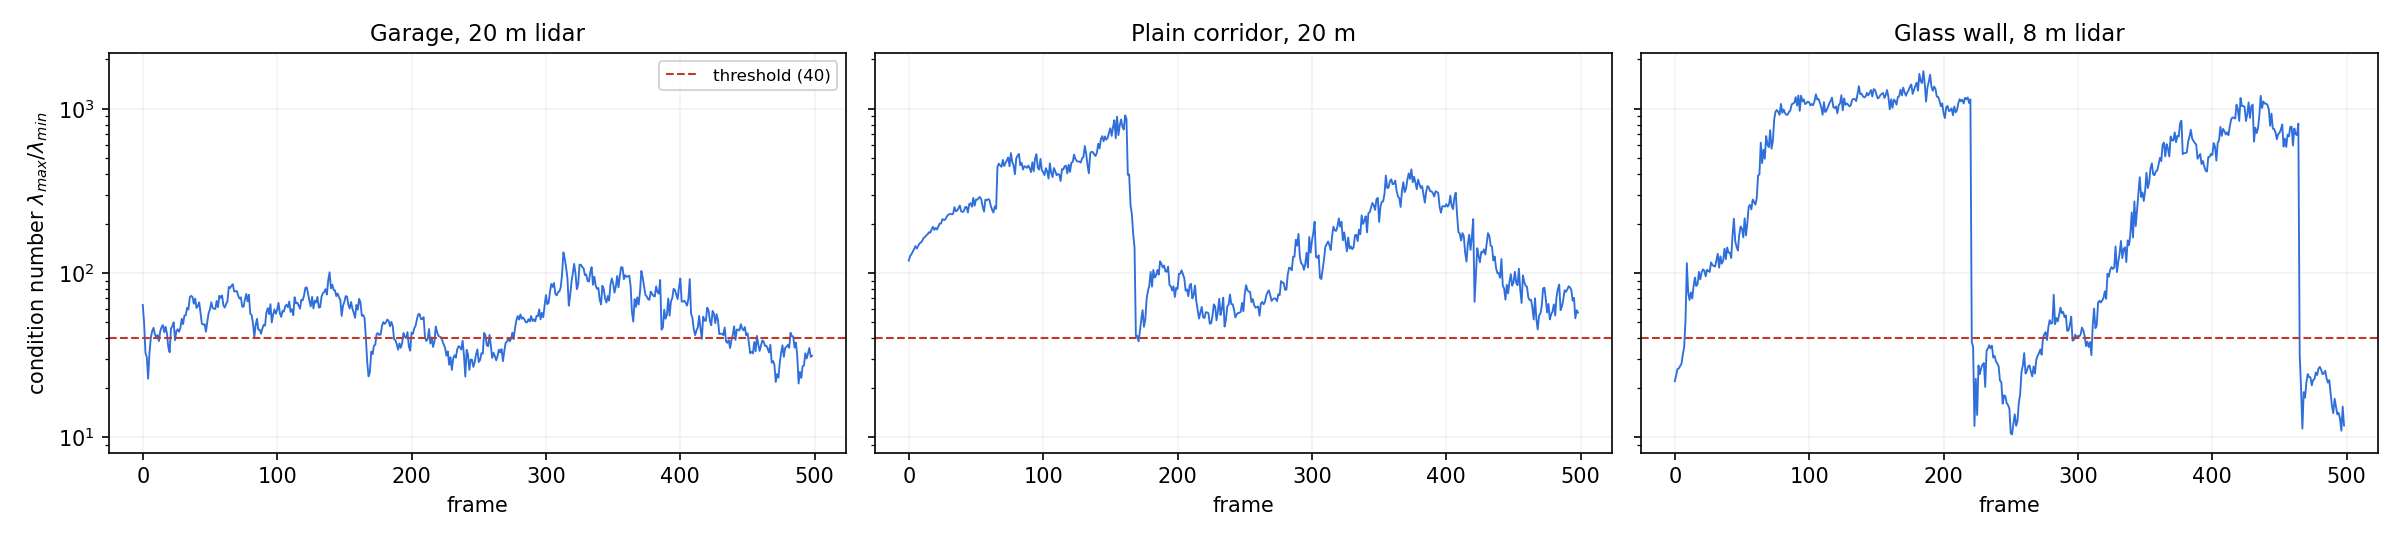 Garage, 20 m lidar
Plain corridor, 20 m
Glass wall, 8 m lidar
threshold (40)
condition number λmax/λmin
10³
10²
10¹
0 100 200 300 400 500
0 100 200 300 400 500
0 100 200 300 400 500
frame
frame
frame